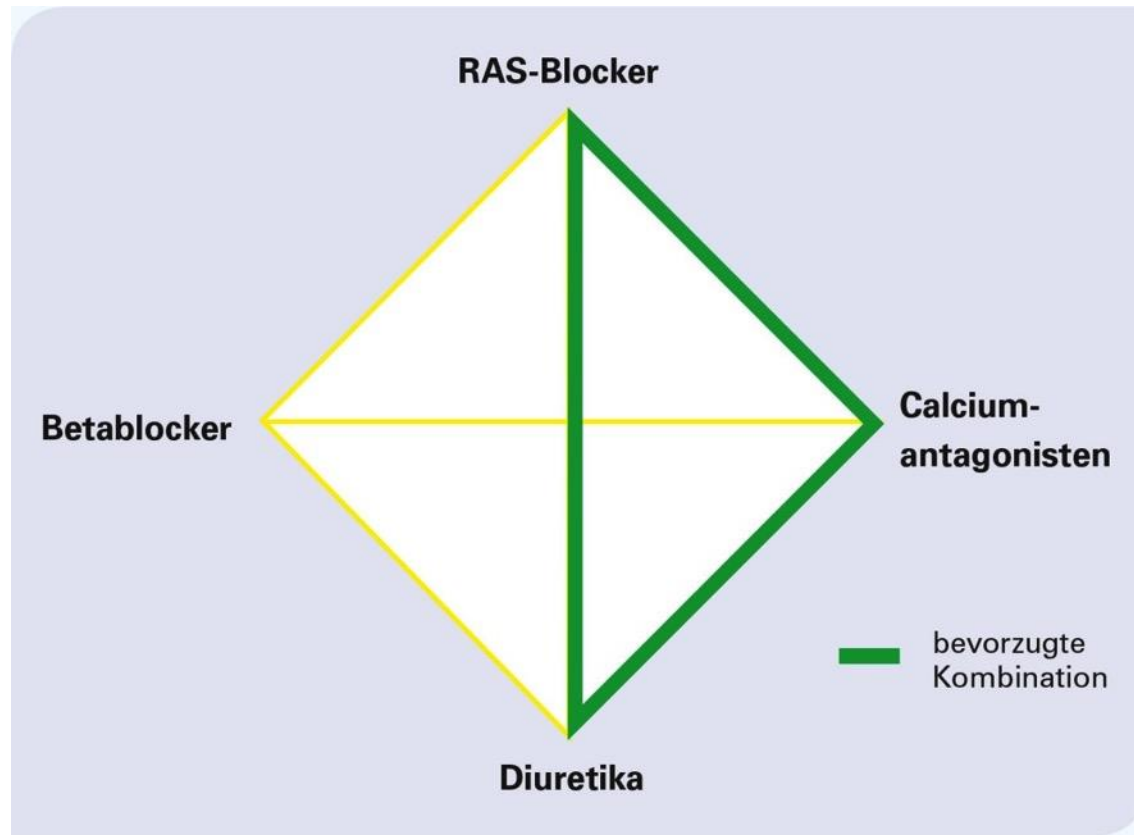 RAS-Blocker
Betablocker
Calcium-
antagonisten
bevorzugte
Kombination
Diuretika